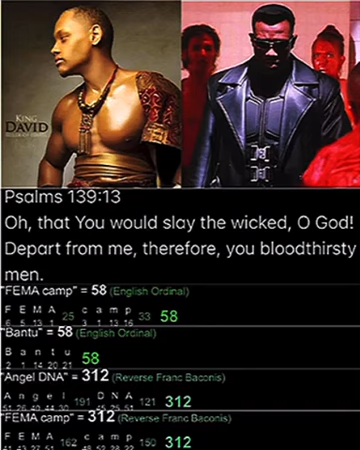 KING
DAVID
Psalms 139:13
Oh, that You would slay the wicked, O God!
Depart from me, therefore, you bloodthirsty
men.
"FEMA camp" = 58 (English Ordinal)
F E M A 25 c a m p 33 58
6 5 13 1 3 1 13 16
"Bantu" = 58 (English Ordinal)
B a n t u 58
2 1 14 20 21
"Angel DNA" = 312 (Reverse Franc Baconis)
A n g e l 191 D N A 121 312
"FEMA camp" = 312 (Reverse Franc Baconis)
F E M A 162 c a m p 150 312